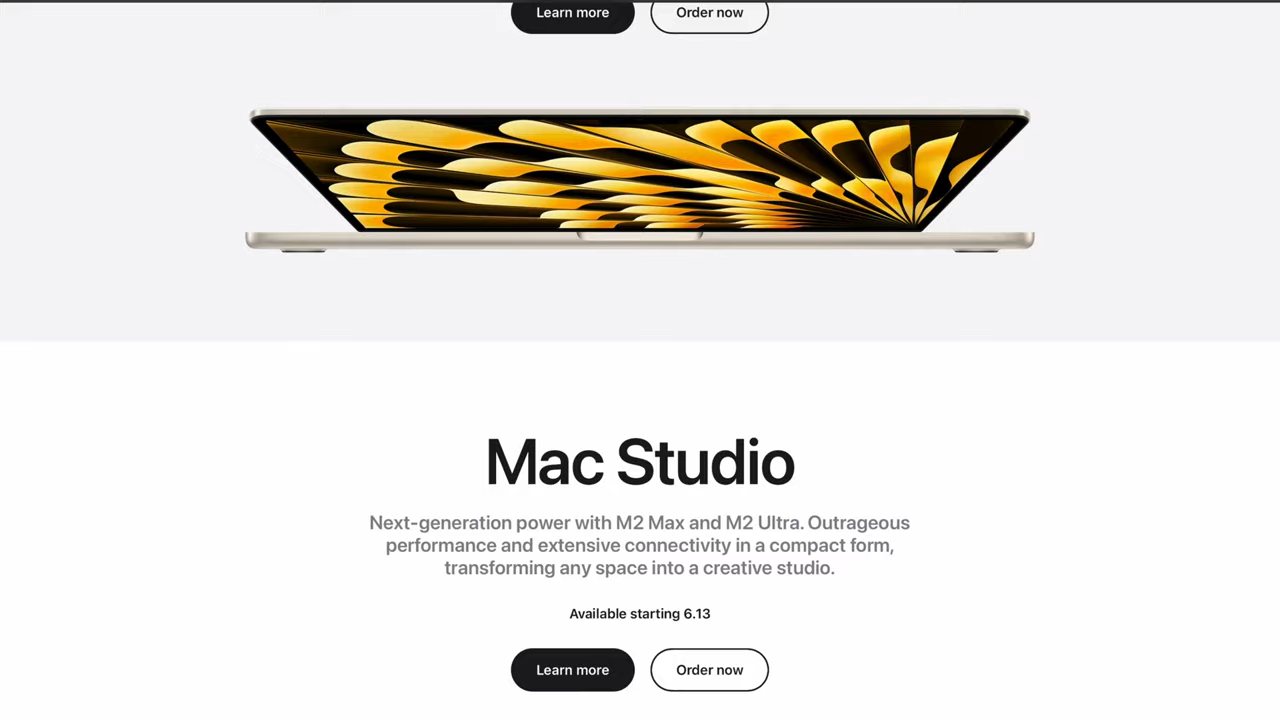 Learn more
Order now
Mac Studio
Next-generation power with M2 Max and M2 Ultra. Outrageous
performance and extensive connectivity in a compact form,
transforming any space into a creative studio.
Available starting 6.13
Learn more
Order now